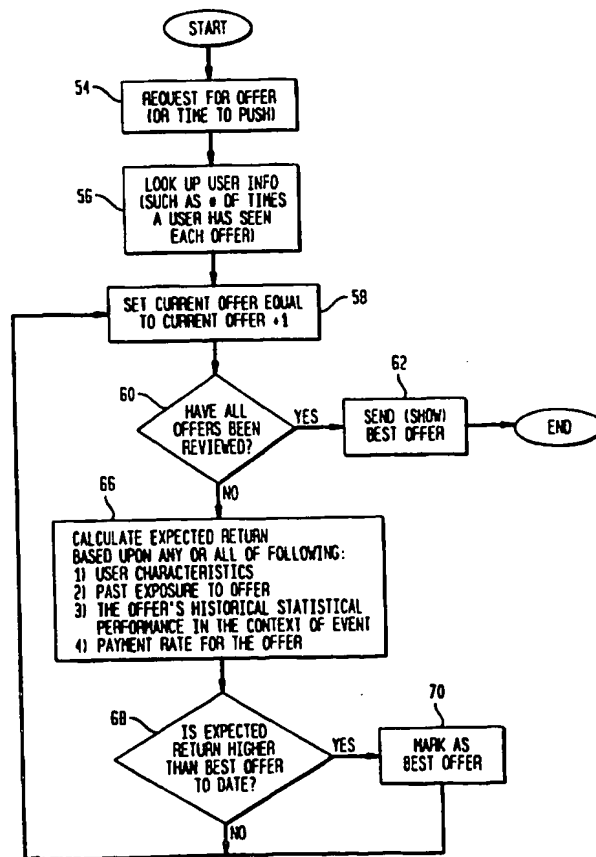 START
54
REQUEST FOR OFFER
(OR TIME TO PUSH)
56
LOOK UP USER INFO
(SUCH AS # OF TIMES
A USER HAS SEEN
EACH OFFER)
SET CURRENT OFFER EQUAL
TO CURRENT OFFER +1
58
60
HAVE ALL
OFFERS BEEN
REVIEWED?
YES
62
SEND (SHOW)
BEST OFFER
END
NO
66
CALCULATE EXPECTED RETURN
BASED UPON ANY OR ALL OF FOLLOWING:
1) USER CHARACTERISTICS
2) PAST EXPOSURE TO OFFER
3) THE OFFER'S HISTORICAL STATISTICAL
PERFORMANCE IN THE CONTEXT OF EVENT
4) PAYMENT RATE FOR THE OFFER
68
IS EXPECTED
RETURN HIGHER
THAN BEST OFFER
TO DATE?
YES
70
MARK AS
BEST OFFER
NO